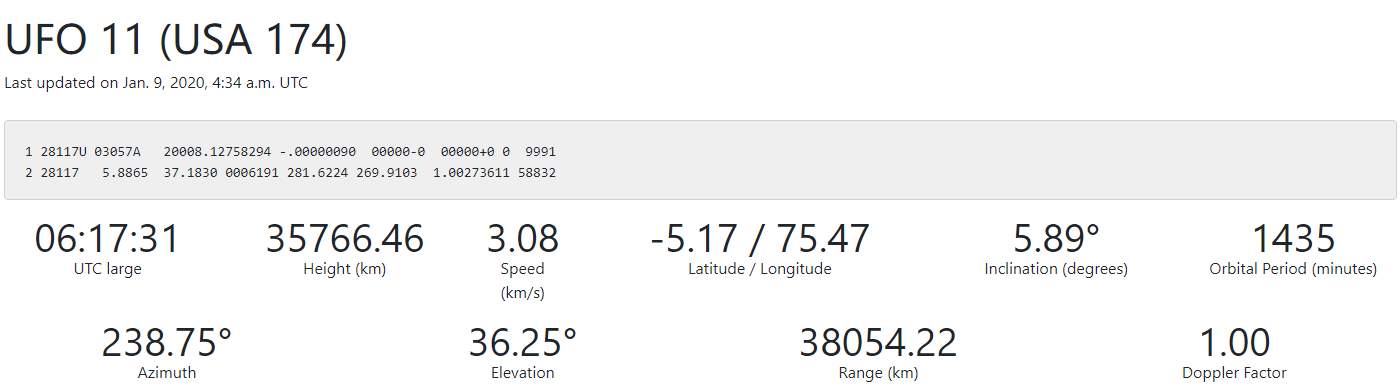 UFO 11 (USA 174)
Last updated on Jan. 9, 2020, 4:34 a.m. UTC
1 28117U 03057A   20008.12758294 -.00000090  00000-0  00000+0 0  9991
2 28117   5.8865  37.1830 0006191 281.6224 269.9103  1.00273611 58832
06:17:31 35766.46 3.08 -5.17 / 75.47 5.89° 1435
UTC large Height (km) Speed Latitude / Longitude Inclination (degrees) Orbital Period (minutes)
(km/s)
238.75° 36.25° 38054.22 1.00
Azimuth Elevation Range (km) Doppler Factor